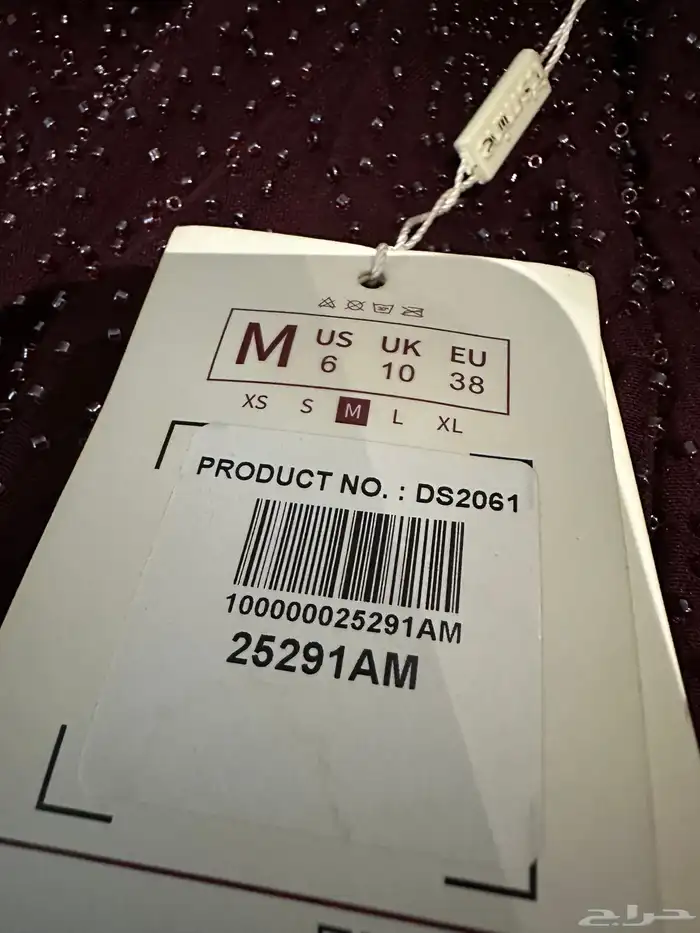 M US UK EU
6 10 38
XS S M L XL
PRODUCT NO. : DS2061
100000025291AM
25291AM
حراج